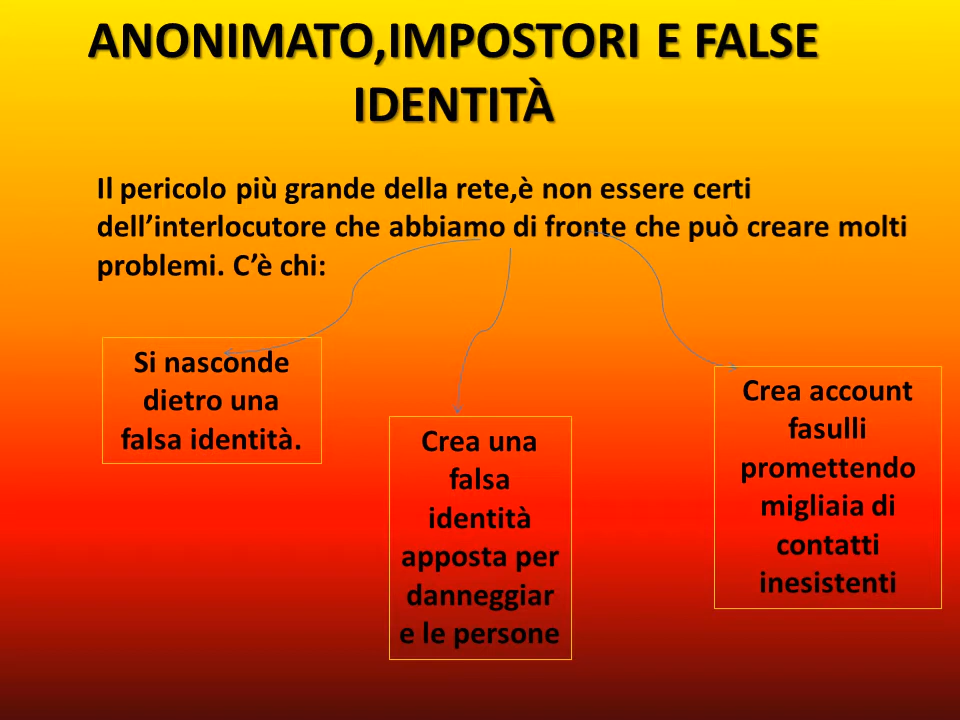 ANONIMATO,IMPOSTORI E FALSE
IDENTITÀ
Il pericolo più grande della rete,è non essere certi
dell’interlocutore che abbiamo di fronte che può creare molti
problemi. C’è chi:
Si nasconde
dietro una
falsa identità.
Crea una
falsa
identità
apposta per
danneggiar
e le persone
Crea account
fasulli
promettendo
migliaia di
contatti
inesistenti